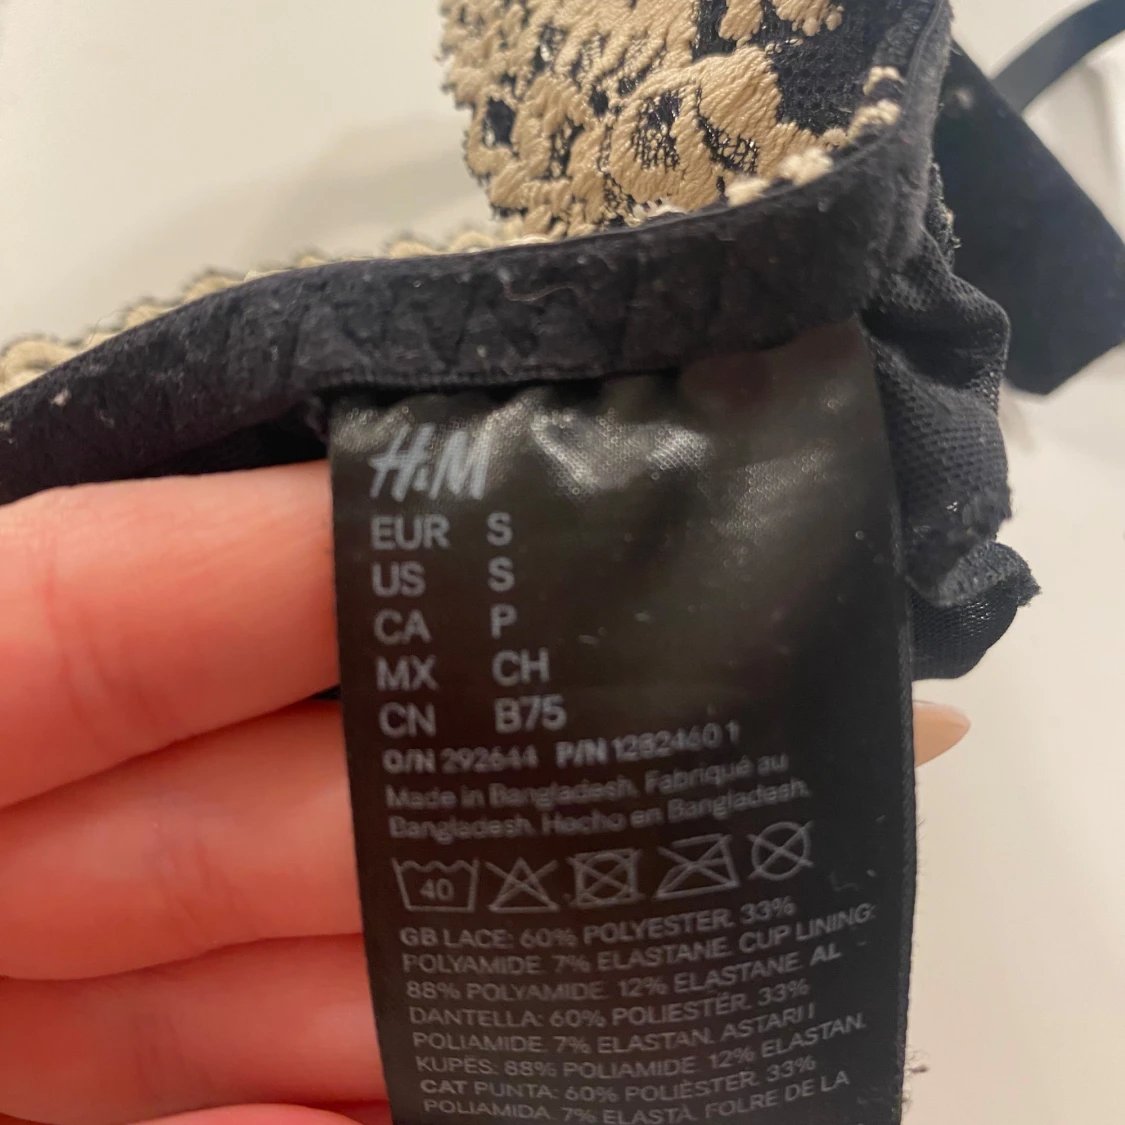 H&M
EUR S
US S
CA P
MX CH
CN B75
O/N 292644 P/N 1282460 1
Made in Bangladesh. Fabriqué au
Bangladesh. Hecho en Bangladesh.
40
GB LACE: 60% POLYESTER. 33%
POLYAMIDE. 7% ELASTANE. CUP LINING:
88% POLYAMIDE. 12% ELASTANE. AL
DANTELLA: 60% POLIESTËR. 33%
POLIAMIDE. 7% ELASTAN. ASTARI I
KUPËS: 88% POLIAMIDE. 12% ELASTAN.
CAT PUNTA: 60% POLIÈSTER. 33%
POLIAMIDA. 7% ELASTÀ. FOLRE DE LA